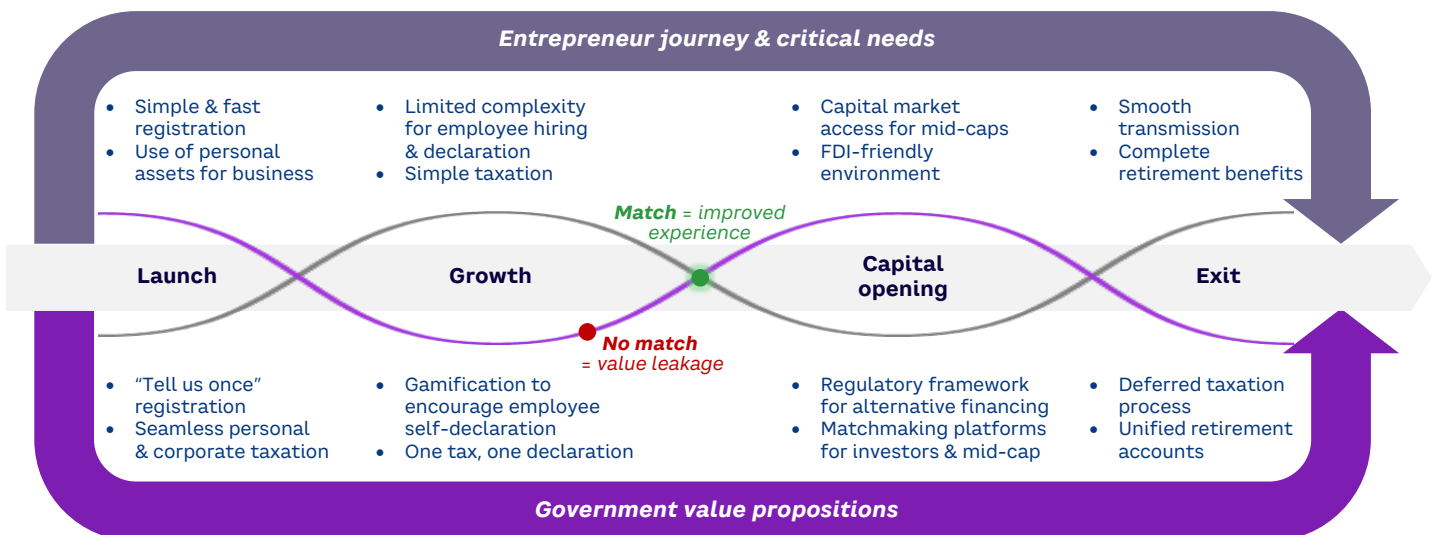 Entrepreneur journey & critical needs
• Simple & fast
registration
• Use of personal
assets for business
• Limited complexity
for employee hiring
& declaration
• Simple taxation
• Capital market
access for mid-caps
• FDI-friendly
environment
• Smooth
transmission
• Complete
retirement benefits
Match = improved
experience
Launch
Growth
Capital
opening
Exit
No match
= value leakage
• “Tell us once”
registration
• Seamless personal
& corporate taxation
• Gamification to
encourage employee
self-declaration
• One tax, one declaration
• Regulatory framework
for alternative financing
• Matchmaking platforms
for investors & mid-cap
• Deferred taxation
process
• Unified retirement
accounts
Government value propositions